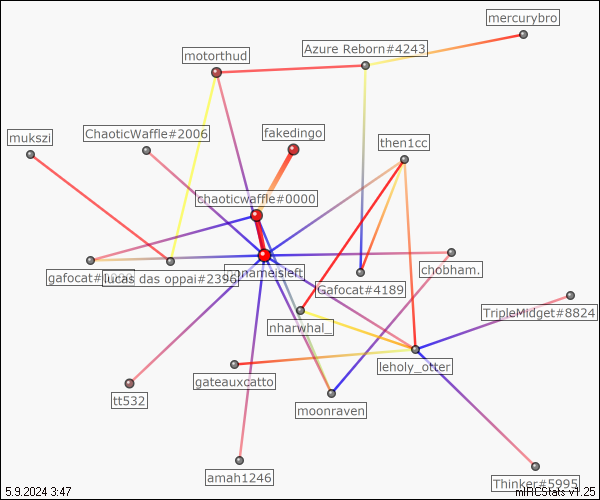 mercurybro
Azure Reborn#4243
motorthud
mukszi
ChaoticWaffle#2006
fakedingo
then1cc
chaoticwaffle#0000
lucas das oppai#2396
nonameisleft
chobham.
Gafocat#4189
TripleMidget#8824
nharwhal_
leholy_otter
gateauxcatto
tt532
moonraven
amah1246
Thinker#5995
5.9.2024 3:47
mIRCStats v1.25